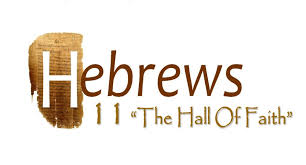 Hebrews
11 "The Hall Of Faith"